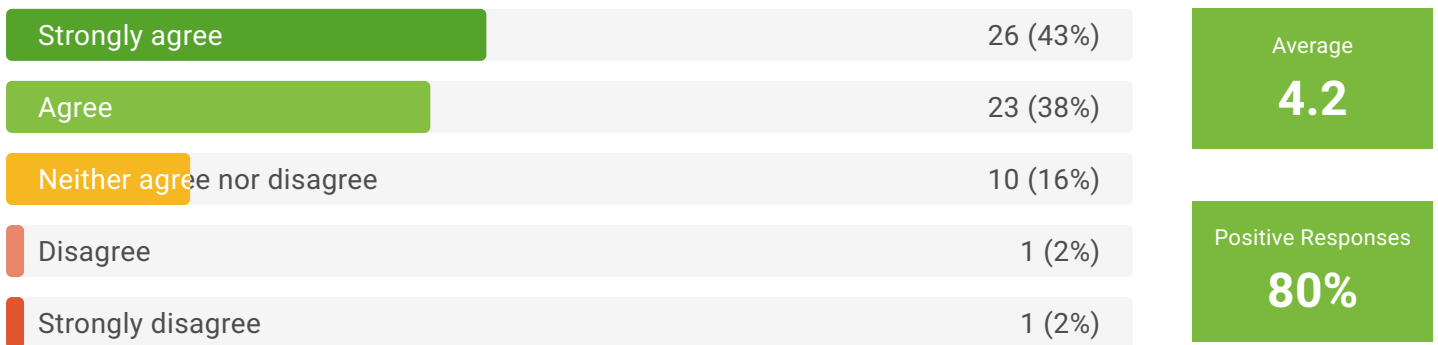 Strongly agree 26 (43%)
Agree 23 (38%)
Neither agree nor disagree 10 (16%)
Disagree 1 (2%)
Strongly disagree 1 (2%)
Average
4.2
Positive Responses
80%